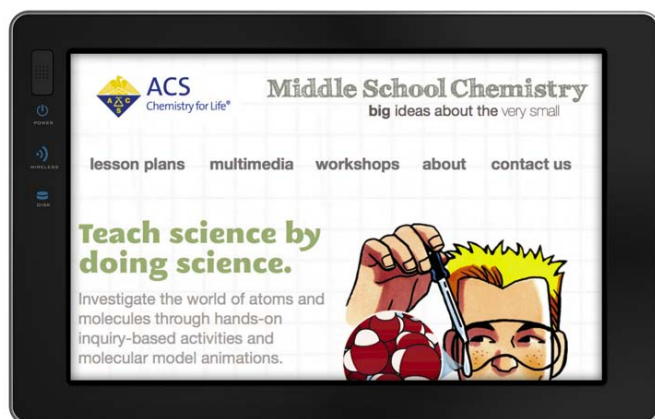 ACS
Chemistry for Life®
A C S
Middle School Chemistry
big ideas about the very small
POWER
WIRELESS
DISK
lesson plans multimedia workshops about contact us
Teach science by
doing science.
Investigate the world of atoms and
molecules through hands-on
inquiry-based activities and
molecular model animations.